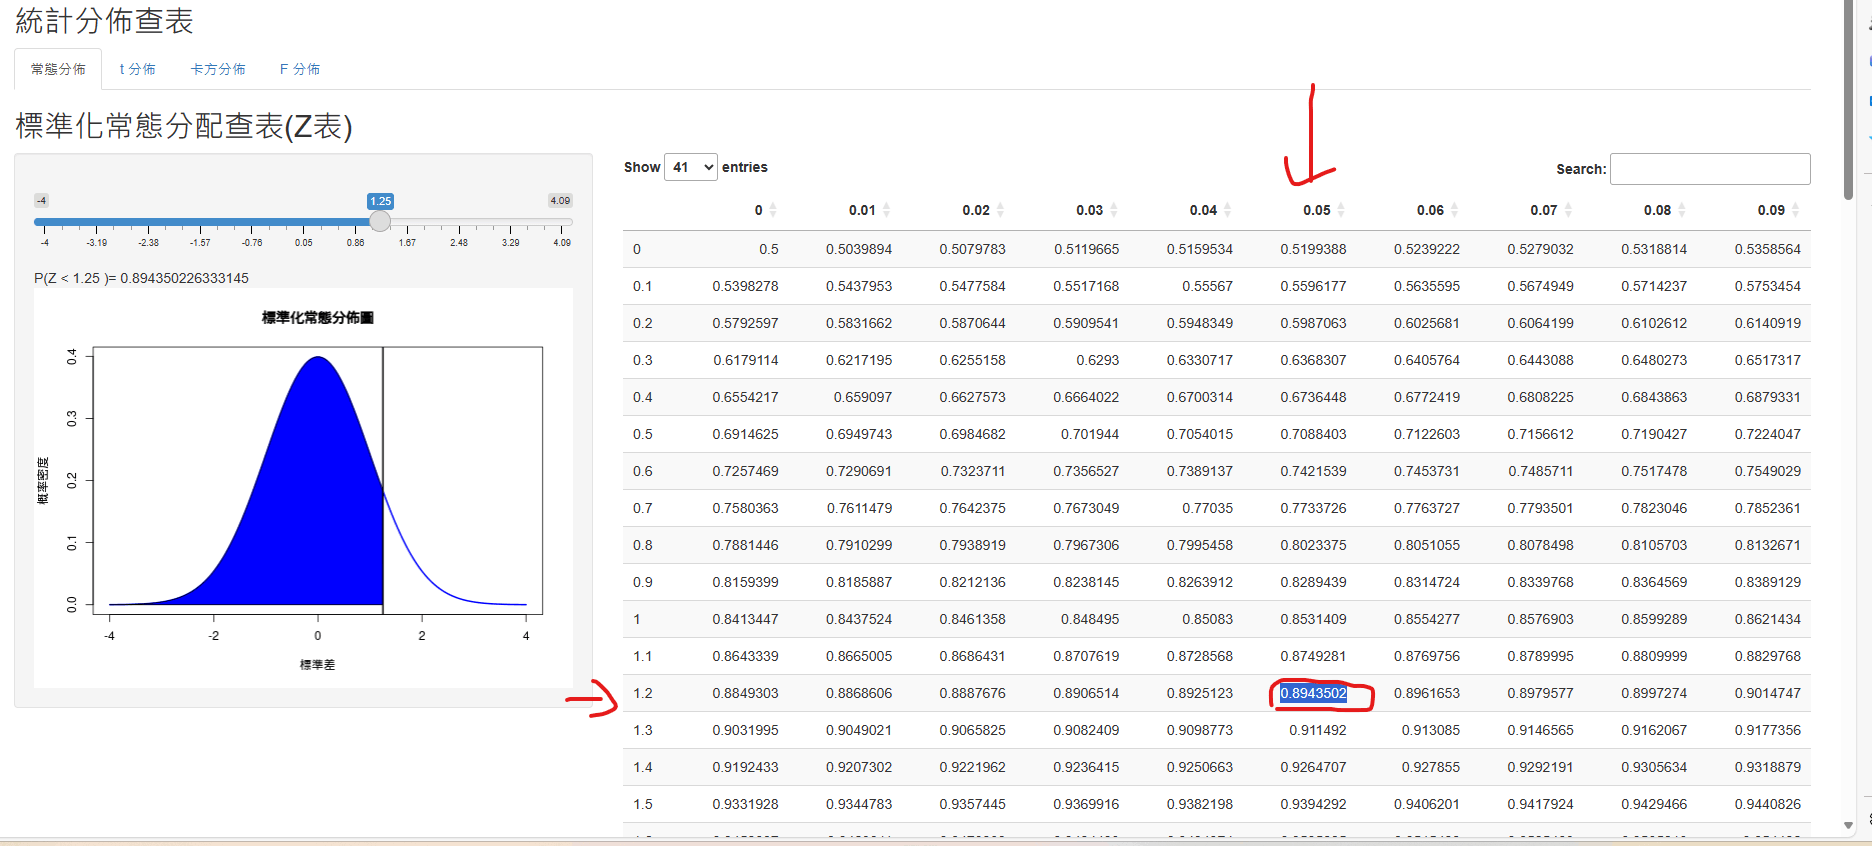 統計分佈查表
常態分佈 t 分佈 卡方分佈 F 分佈
標準化常態分配查表(Z表)
-4 1.25 4.09
-4 -3.19 -2.38 -1.57 -0.76 0.05 0.86 1.67 2.48 3.29 4.09
P(Z < 1.25 )= 0.894350226333145
標準化常態分佈圖
概率密度
0.4
0.3
0.2
0.1
0.0
-4 -2 0 2 4
標準差
Show 41 entries Search:
0 0.01 0.02 0.03 0.04 0.05 0.06 0.07 0.08 0.09
0 0.5 0.5039894 0.5079783 0.5119665 0.5159534 0.5199388 0.5239222 0.5279032 0.5318814 0.5358564
0.1 0.5398278 0.5437953 0.5477584 0.5517168 0.55567 0.5596177 0.5635595 0.5674949 0.5714237 0.5753454
0.2 0.5792597 0.5831662 0.5870644 0.5909541 0.5948349 0.5987063 0.6025681 0.6064199 0.6102612 0.6140919
0.3 0.6179114 0.6217195 0.6255158 0.6293 0.6330717 0.6368307 0.6405764 0.6443088 0.6480273 0.6517317
0.4 0.6554217 0.659097 0.6627573 0.6664022 0.6700314 0.6736448 0.6772419 0.6808225 0.6843863 0.6879331
0.5 0.6914625 0.6949743 0.6984682 0.701944 0.7054015 0.7088403 0.7122603 0.7156612 0.7190427 0.7224047
0.6 0.7257469 0.7290691 0.7323711 0.7356527 0.7389137 0.7421539 0.7453731 0.7485711 0.7517478 0.7549029
0.7 0.7580363 0.7611479 0.7642375 0.7673049 0.77035 0.7733726 0.7763727 0.7793501 0.7823046 0.7852361
0.8 0.7881446 0.7910299 0.7938919 0.7967306 0.7995458 0.8023375 0.8051055 0.8078498 0.8105703 0.8132671
0.9 0.8159399 0.8185887 0.8212136 0.8238145 0.8263912 0.8289439 0.8314724 0.8339768 0.8364569 0.8389129
1 0.8413447 0.8437524 0.8461358 0.848495 0.85083 0.8531409 0.8554277 0.8576903 0.8599289 0.8621434
1.1 0.8643339 0.8665005 0.8686431 0.8707619 0.8728568 0.8749281 0.8769756 0.8789995 0.8809999 0.8829768
1.2 0.8849303 0.8868606 0.8887676 0.8906514 0.8925123 0.8943502 0.8961653 0.8979577 0.8997274 0.9014747
1.3 0.9031995 0.9049021 0.9065825 0.9082409 0.9098773 0.911492 0.913085 0.9146565 0.9162067 0.9177356
1.4 0.9192433 0.9207302 0.9221962 0.9236415 0.9250663 0.9264707 0.927855 0.9292191 0.9305634 0.9318879
1.5 0.9331928 0.9344783 0.9357445 0.9369916 0.9382198 0.9394292 0.9406201 0.9417924 0.9429466 0.9440826